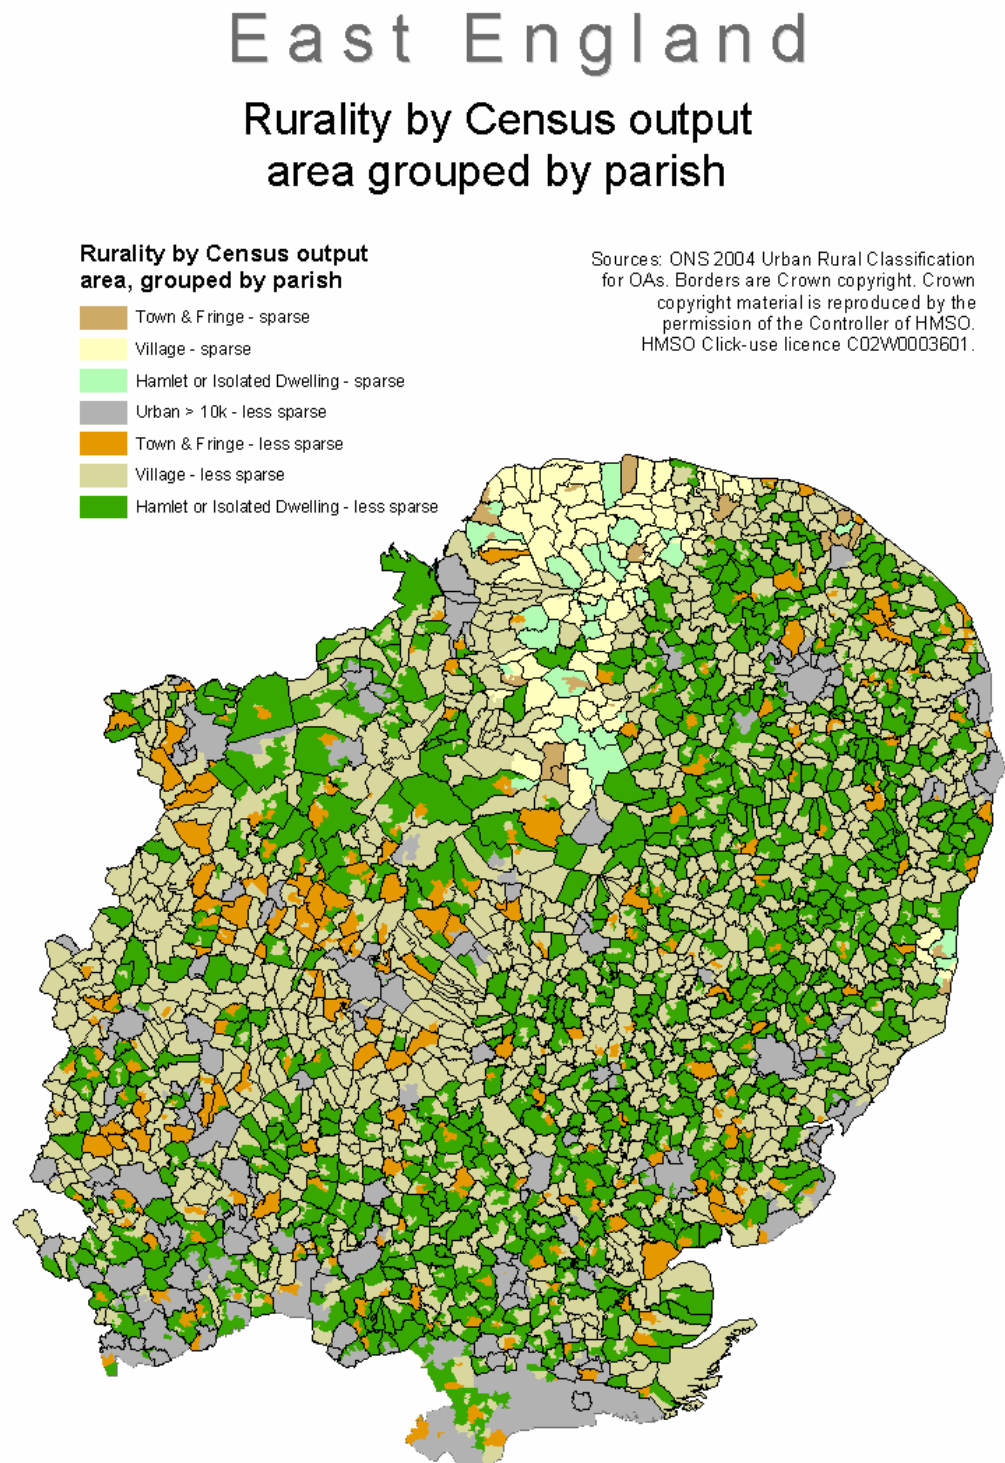 East England
Rurality by Census output
area grouped by parish
Rurality by Census output
area, grouped by parish
Town & Fringe - sparse
Village - sparse
Hamlet or Isolated Dwelling - sparse
Urban > 10k - less sparse
Town & Fringe - less sparse
Village - less sparse
Hamlet or Isolated Dwelling - less sparse
Sources: ONS 2004 Urban Rural Classification
for OAs. Borders are Crown copyright. Crown
copyright material is reproduced by the
permission of the Controller of HMSO.
HMSO Click-use licence C02W0003601.